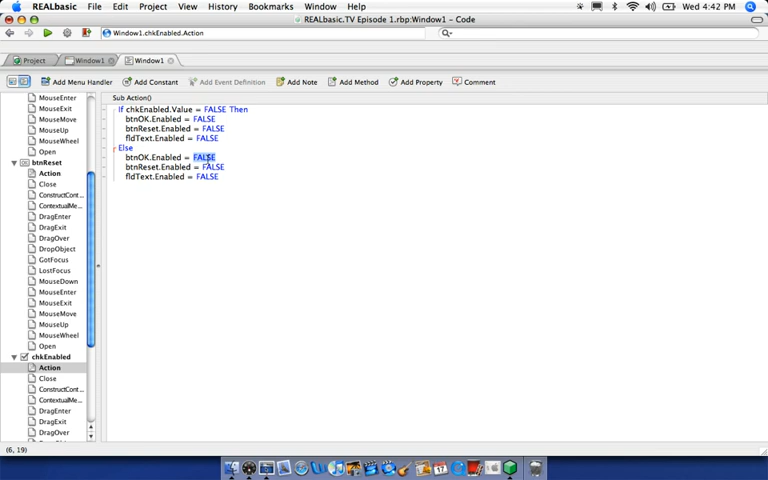 REALbasic File Edit Project View History Bookmarks Window Help Wed 4:42 PM
REALbasic.TV Episode 1.rbp:Window1 - Code
Window1.chkEnabled.Action
Project Window1 Window1
Add Menu Handler Add Constant Add Event Definition Add Note Add Method Add Property Comment
Sub Action()
MouseEnter
MouseExit
MouseMove
MouseUp
MouseWheel
Open
btnReset
Action
Close
ConstructCont...
ContextualMe...
DragEnter
DragExit
DragOver
DropObject
GotFocus
LostFocus
MouseDown
MouseEnter
MouseExit
MouseMove
MouseUp
MouseWheel
Open
chkEnabled
Action
Close
ConstructCont...
ContextualMe...
DragEnter
DragExit
DragOver
If chkEnabled.Value = FALSE Then
btnOK.Enabled = FALSE
btnReset.Enabled = FALSE
fldText.Enabled = FALSE
Else
btnOK.Enabled = FALSE
btnReset.Enabled = FALSE
fldText.Enabled = FALSE
(6, 19)